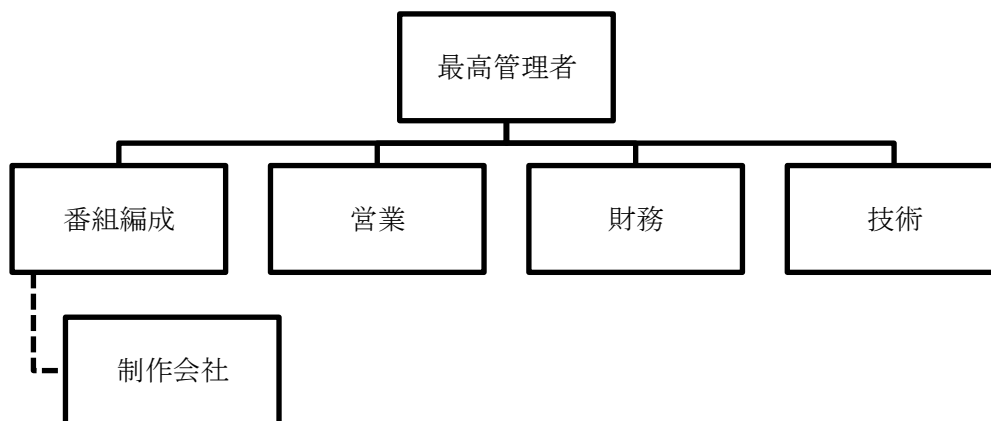 最高管理者
番組編成
営業
財務
技術
制作会社